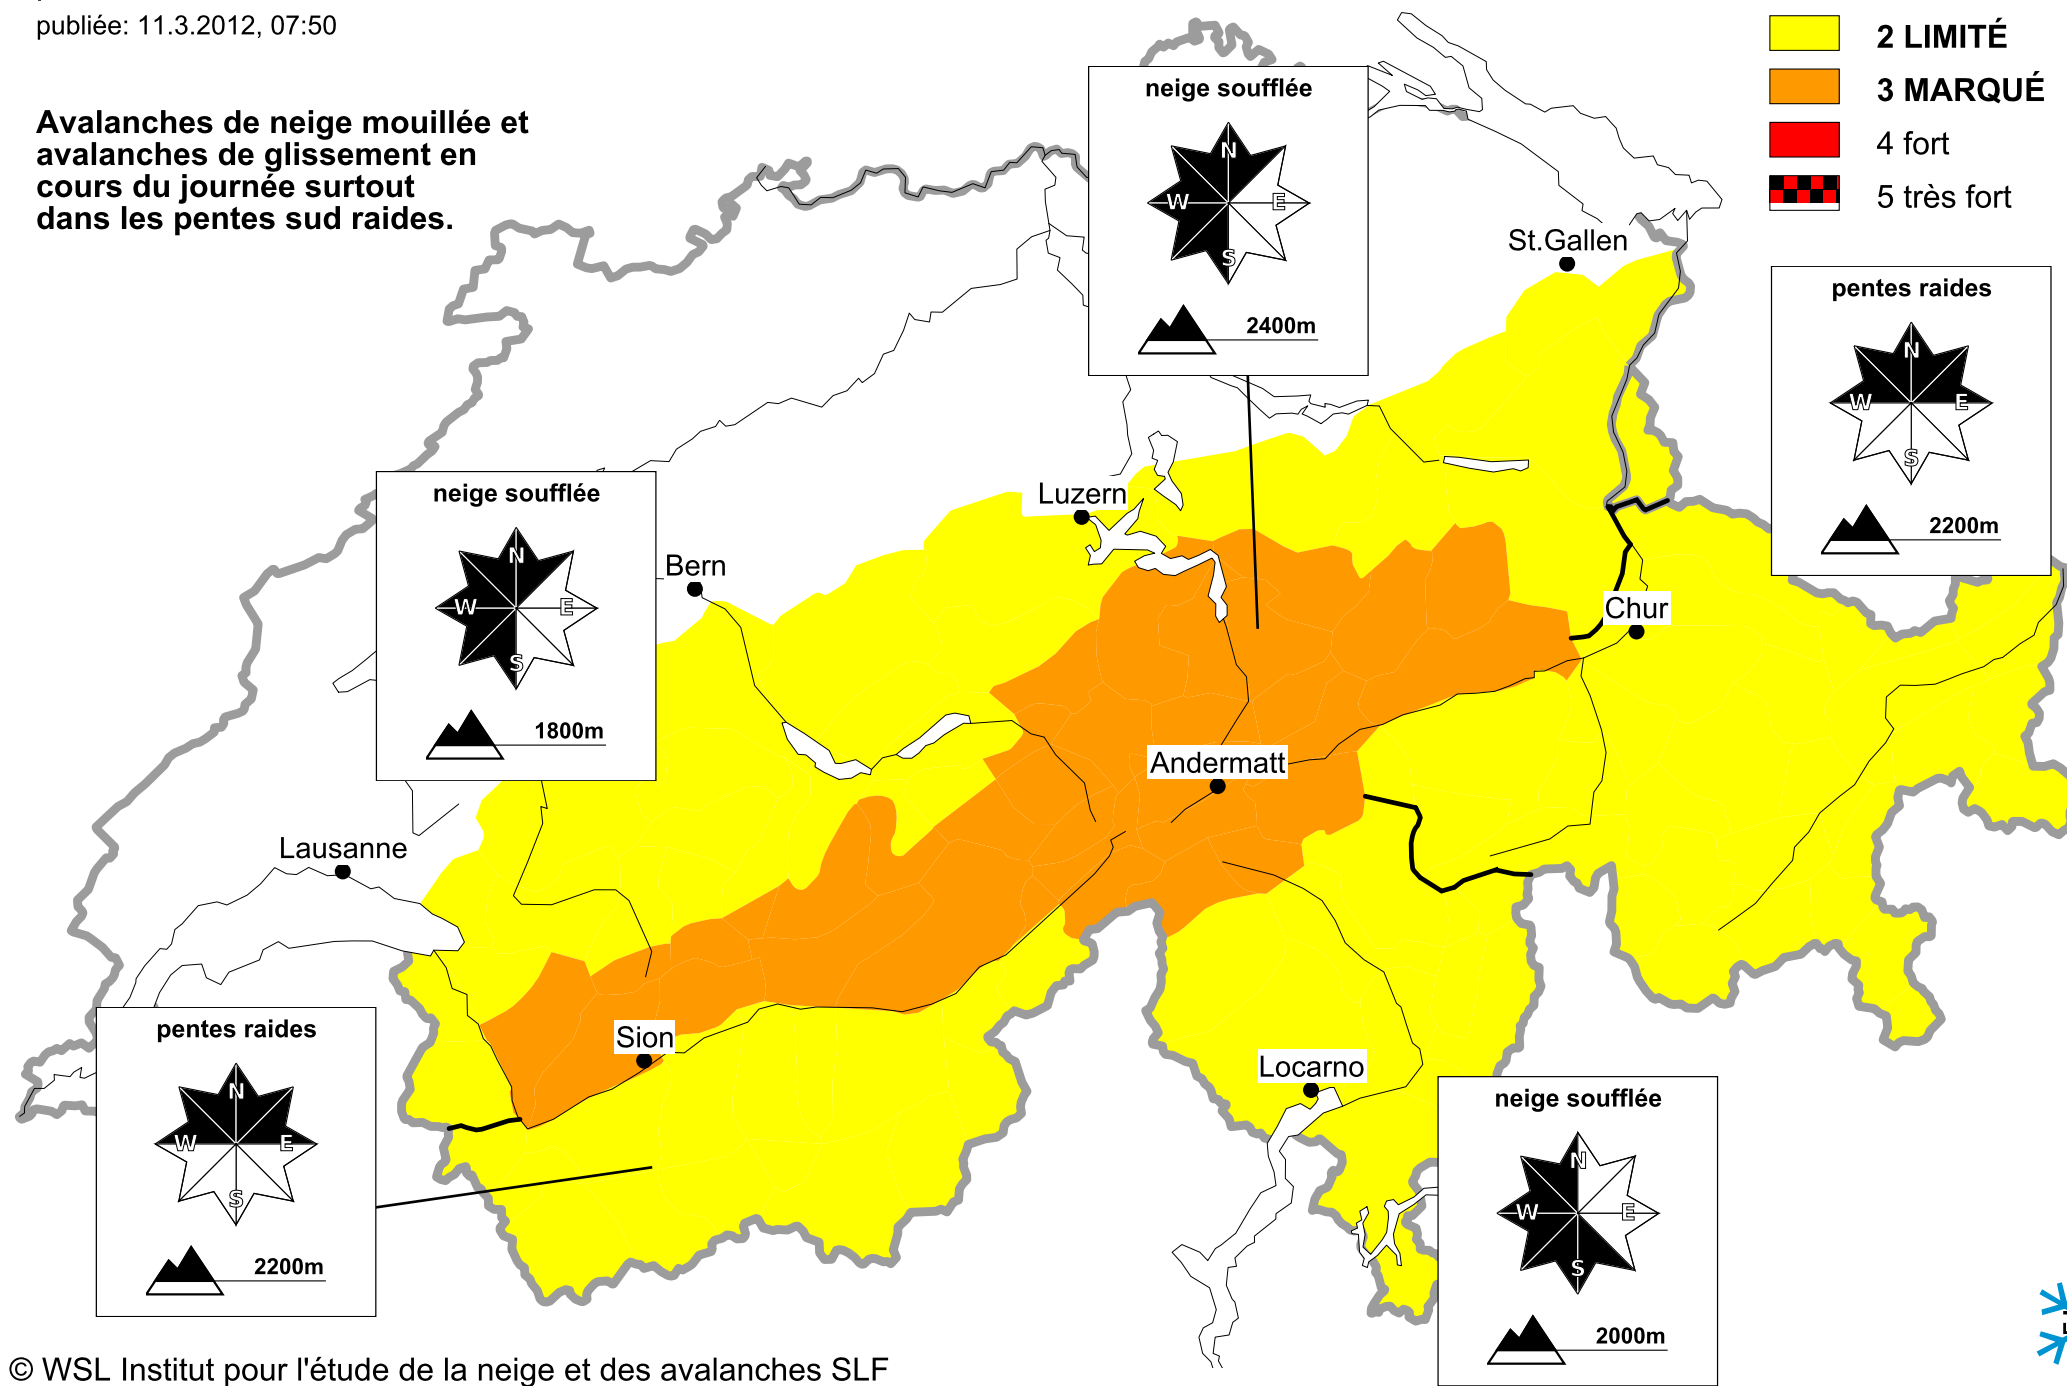 publiée: 11.3.2012, 07:50
Avalanches de neige mouillée et
avalanches de glissement en
cours du journée surtout
dans les pentes sud raides.
2 LIMITÉ
3 MARQUÉ
4 fort
5 très fort
neige soufflée
N
W E
S
2400m
St.Gallen
pentes raides
N
W E
S
2200m
neige soufflée
N
W E
S
1800m
Luzern
Bern
Chur
Andermatt
Lausanne
Sion
Locarno
pentes raides
N
W E
S
2200m
neige soufflée
N
W E
S
2000m
© WSL Institut pour l'étude de la neige et des avalanches SLF